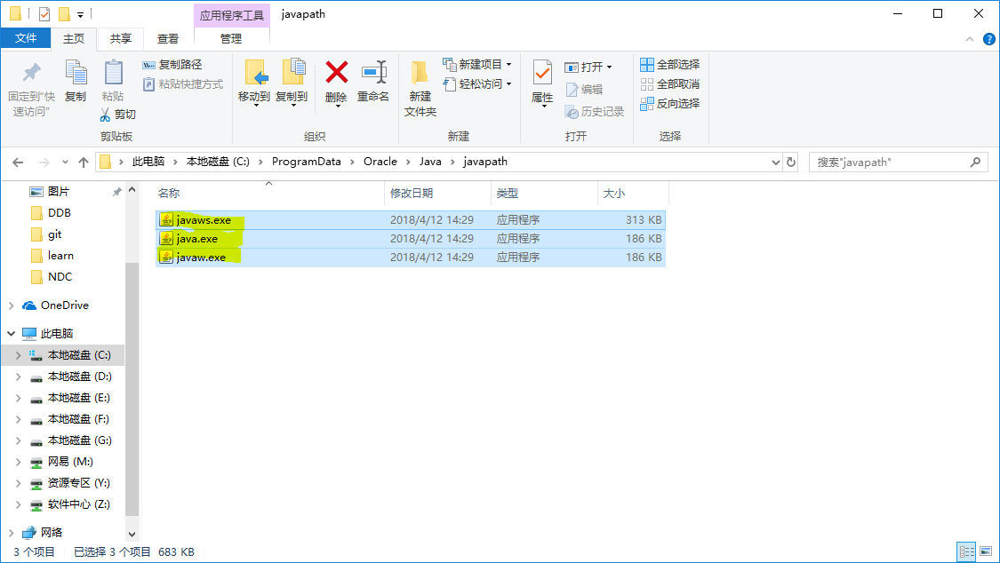 应用程序工具 javapath
文件 主页 共享 查看 管理
固定到“快速访问”
复制
粘贴
复制路径
粘贴快捷方式
剪切
剪贴板
移动到 复制到 删除 重命名
组织
新建
文件夹
新建项目
轻松访问
新建
属性
打开
编辑
历史记录
打开
全部选择
全部取消
反向选择
选择
此电脑 本地磁盘 (C:) ProgramData Oracle Java javapath 搜索"javapath"
图片
DDB
git
learn
NDC
OneDrive
此电脑
本地磁盘 (C:)
本地磁盘 (D:)
本地磁盘 (E:)
本地磁盘 (F:)
本地磁盘 (G:)
网易 (M:)
资源专区 (Y:)
软件中心 (Z:)
网络
名称 修改日期 类型 大小
javaws.exe 2018/4/12 14:29 应用程序 313 KB
java.exe 2018/4/12 14:29 应用程序 186 KB
javaw.exe 2018/4/12 14:29 应用程序 186 KB
3 个项目 已选择 3 个项目 683 KB